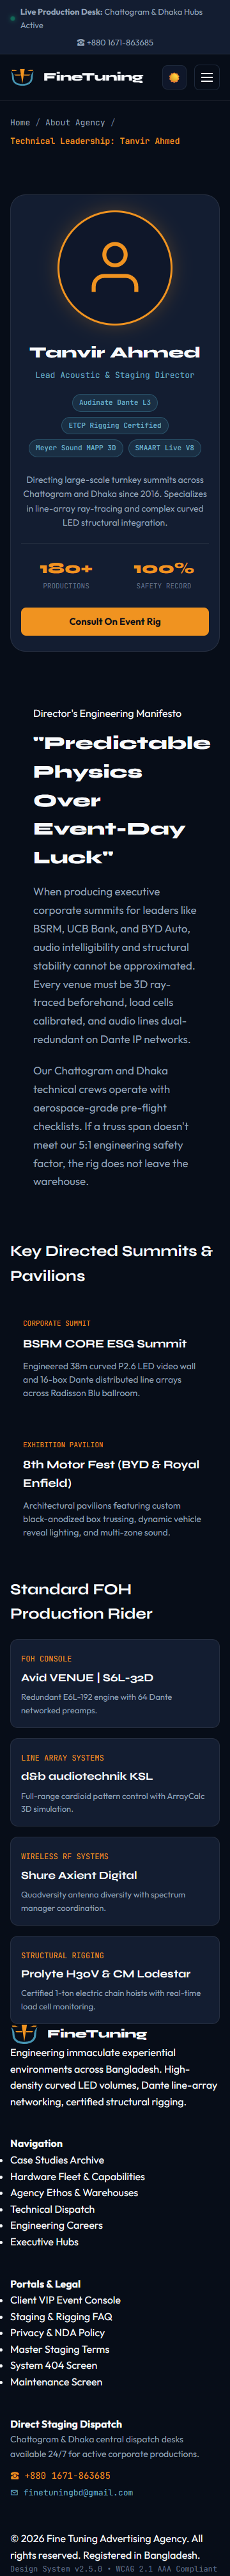 Live Production Desk: Chattogram & Dhaka Hubs
Active
☎ +880 1671-863685
FineTuning
Home / About Agency /
Technical Leadership: Tanvir Ahmed
Tanvir Ahmed
Lead Acoustic & Staging Director
Audinate Dante L3
ETCP Rigging Certified
Meyer Sound MAPP 3D
SMAART Live V8
Directing large-scale turnkey summits across
Chattogram and Dhaka since 2016. Specializes
in line-array ray-tracing and complex curved
LED structural integration.
180+
100%
PRODUCTIONS
SAFETY RECORD
Consult On Event Rig
Director's Engineering Manifesto
"Predictable
Physics
Over
Event-Day
Luck"
When producing executive
corporate summits for leaders like
BSRM, UCB Bank, and BYD Auto,
audio intelligibility and structural
stability cannot be approximated.
Every venue must be 3D ray-
traced beforehand, load cells
calibrated, and audio lines dual-
redundant on Dante IP networks.
Our Chattogram and Dhaka
technical crews operate with
aerospace-grade pre-flight
checklists. If a truss span doesn't
meet our 5:1 engineering safety
factor, the rig does not leave the
warehouse.
Key Directed Summits &
Pavilions
CORPORATE SUMMIT
BSRM CORE ESG Summit
Engineered 38m curved P2.6 LED video wall
and 16-box Dante distributed line arrays
across Radisson Blu ballroom.
EXHIBITION PAVILION
8th Motor Fest (BYD & Royal
Enfield)
Architectural pavilions featuring custom
black-anodized box trussing, dynamic vehicle
reveal lighting, and multi-zone sound.
Standard FOH
Production Rider
FOH CONSOLE
Avid VENUE | S6L-32D
Redundant E6L-192 engine with 64 Dante
networked preamps.
LINE ARRAY SYSTEMS
d&b audiotechnik KSL
Full-range cardioid pattern control with ArrayCalc
3D simulation.
WIRELESS RF SYSTEMS
Shure Axient Digital
Quadversity antenna diversity with spectrum
manager coordination.
STRUCTURAL RIGGING
Prolyte H30V & CM Lodestar
Certified 1-ton electric chain hoists with real-time
load cell monitoring.
FineTuning
Engineering immaculate experiential
environments across Bangladesh. High-
density curved LED volumes, Dante line-array
networking, certified structural rigging.
Navigation
Case Studies Archive
Hardware Fleet & Capabilities
Agency Ethos & Warehouses
Technical Dispatch
Engineering Careers
Executive Hubs
Portals & Legal
Client VIP Event Console
Staging & Rigging FAQ
Privacy & NDA Policy
Master Staging Terms
System 404 Screen
Maintenance Screen
Direct Staging Dispatch
Chattogram & Dhaka central dispatch desks
available 24/7 for active corporate productions.
☎ +880 1671-863685
✉ finetuningbd@gmail.com
© 2026 Fine Tuning Advertising Agency. All
rights reserved. Registered in Bangladesh.
Design System v2.5.0 • WCAG 2.1 AAA Compliant